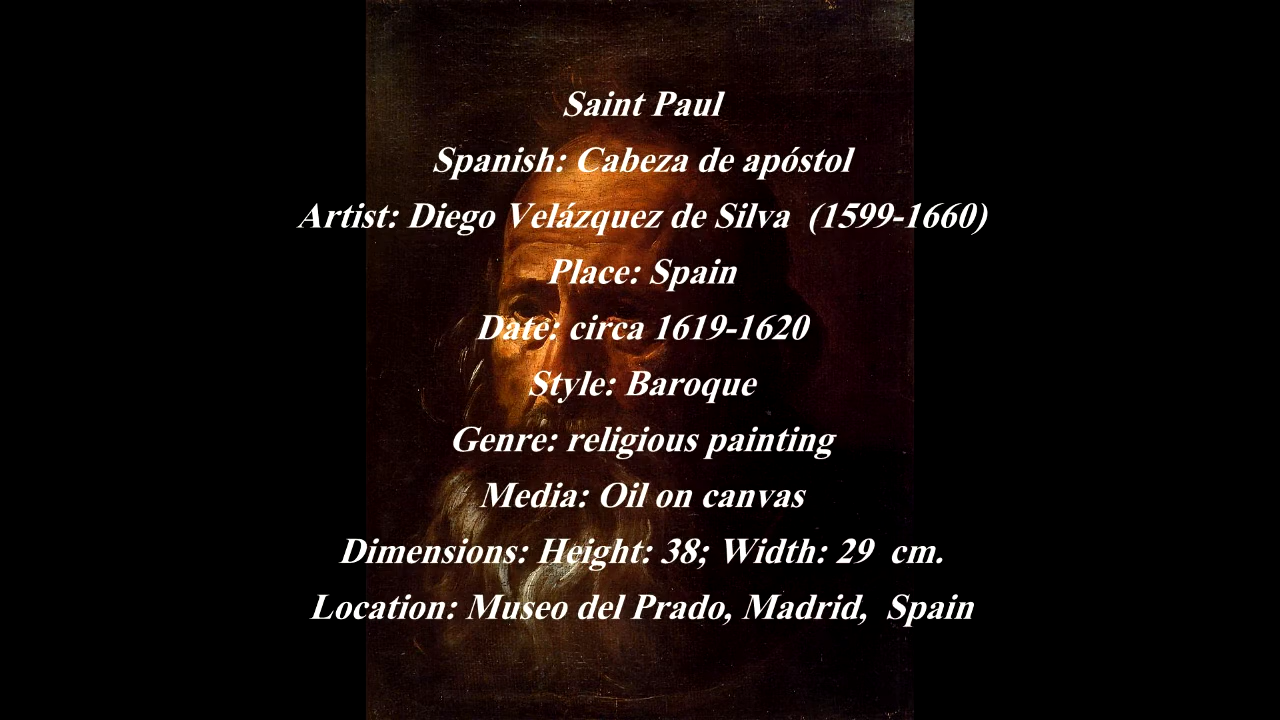 Saint Paul
Spanish: Cabeza de apóstol
Artist: Diego Velázquez de Silva  (1599-1660)
Place: Spain
Date: circa 1619-1620
Style: Baroque
Genre: religious painting
Media: Oil on canvas
Dimensions: Height: 38; Width: 29  cm.
Location: Museo del Prado, Madrid,  Spain